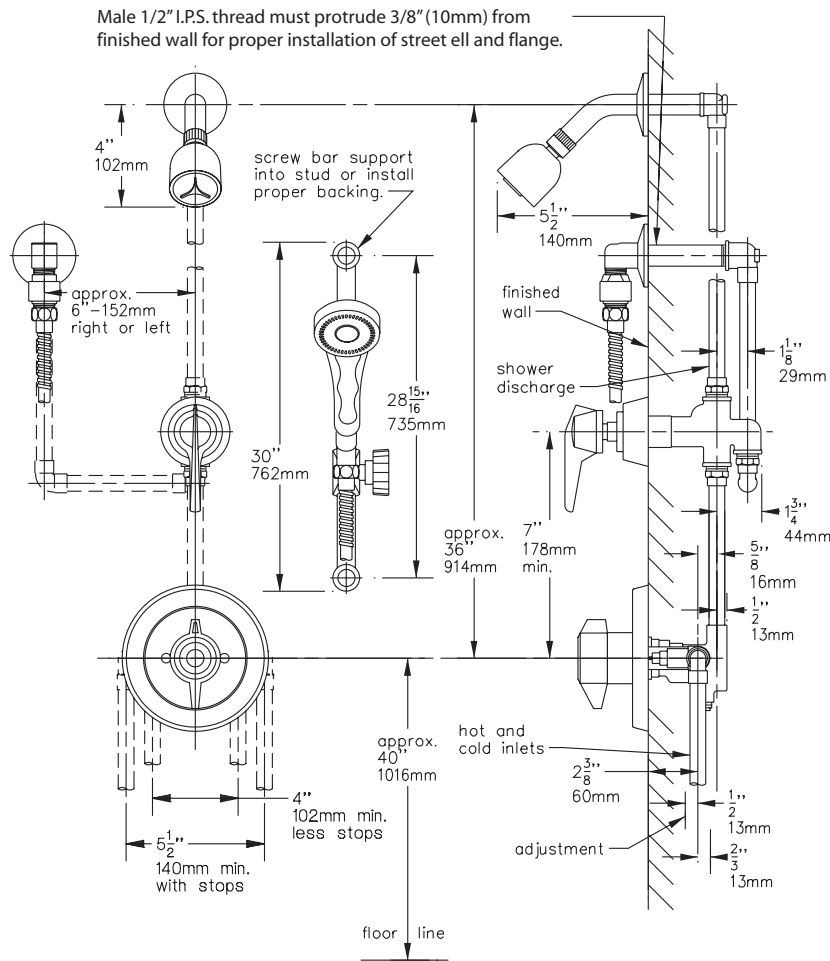 Male 1/2" I.P.S. thread must protrude 3/8" (10mm) from
finished wall for proper installation of street ell and flange.
4"
102mm
screw bar support
into stud or install
proper backing.
5 1/2"
140mm
approx.
6"-152mm
right or left
finished
wall
shower
discharge
1 1/8"
29mm
28 15/16"
735mm
30"
762mm
approx.
36"
914mm
7"
178mm
min.
1 3/4"
44mm
5/8"
16mm
1/2"
13mm
approx.
40"
1016mm
hot and
cold inlets
2 3/8"
60mm
4"
102mm min.
less stops
1/2"
13mm
5 1/2"
140mm min.
with stops
adjustment
2/3"
13mm
floor line